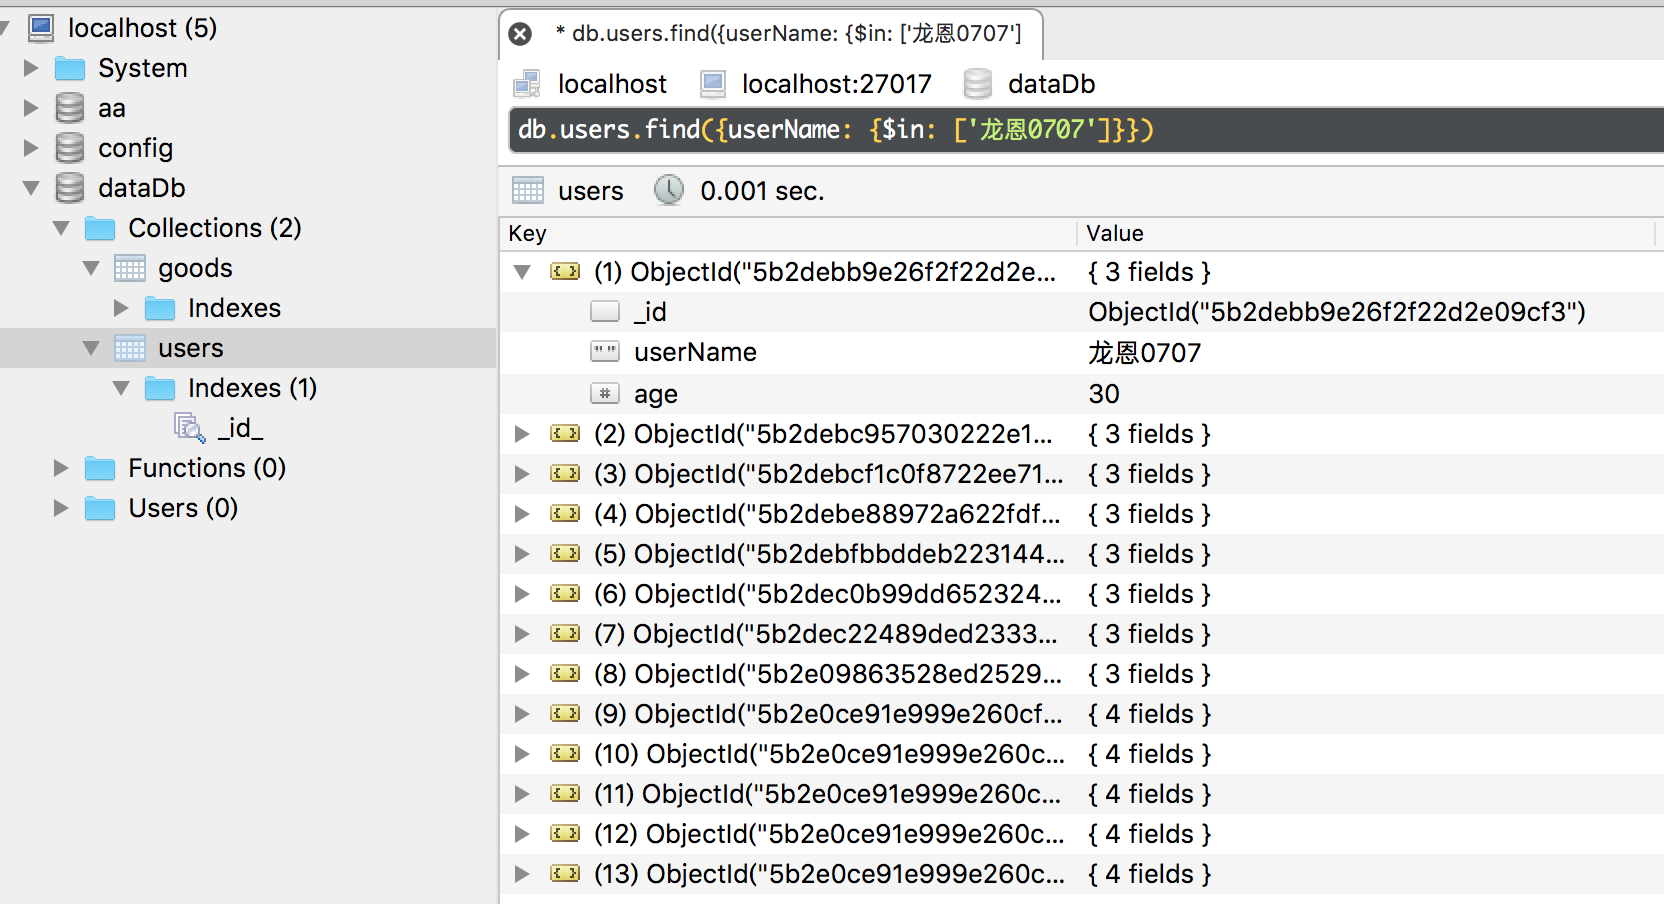 localhost (5)
System
aa
config
dataDb
Collections (2)
goods
Indexes
users
Indexes (1)
_id_
Functions (0)
Users (0)
* db.users.find({userName: {$in: ['龙恩0707']
localhost localhost:27017 dataDb
db.users.find({userName: {$in: ['龙恩0707']}})
users 0.001 sec.
Key Value
(1) ObjectId("5b2debb9e26f2f22d2e... { 3 fields }
_id ObjectId("5b2debb9e26f2f22d2e09cf3")
userName 龙恩0707
age 30
(2) ObjectId("5b2debc957030222e1... { 3 fields }
(3) ObjectId("5b2debcf1c0f8722ee71... { 3 fields }
(4) ObjectId("5b2debe88972a622fdf... { 3 fields }
(5) ObjectId("5b2debfbbddeb223144... { 3 fields }
(6) ObjectId("5b2dec0b99dd652324... { 3 fields }
(7) ObjectId("5b2dec22489ded2333... { 3 fields }
(8) ObjectId("5b2e09863528ed2529... { 3 fields }
(9) ObjectId("5b2e0ce91e999e260cf... { 4 fields }
(10) ObjectId("5b2e0ce91e999e260c... { 4 fields }
(11) ObjectId("5b2e0ce91e999e260c... { 4 fields }
(12) ObjectId("5b2e0ce91e999e260c... { 4 fields }
(13) ObjectId("5b2e0ce91e999e260c... { 4 fields }